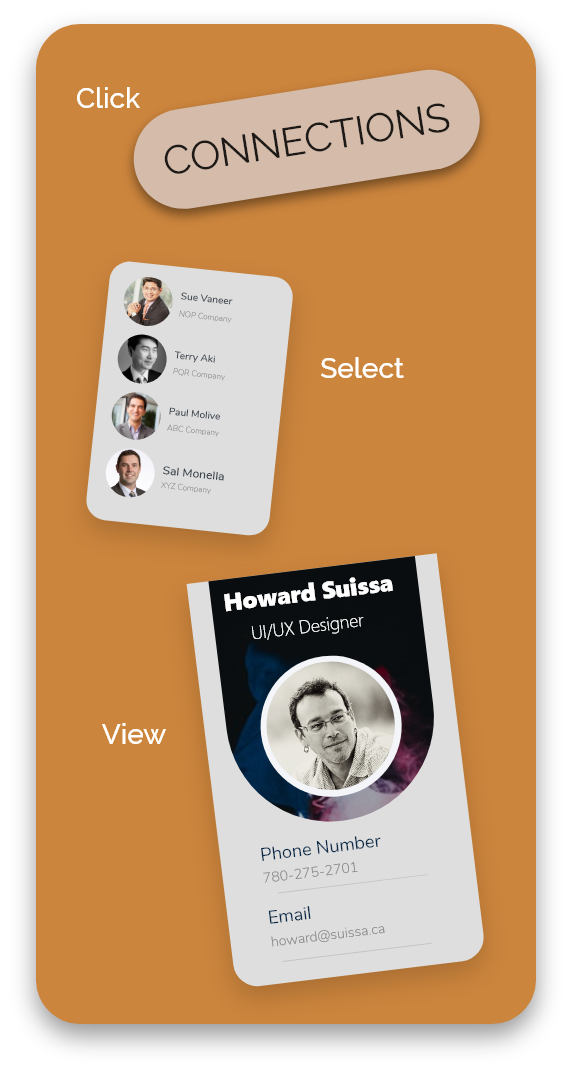 Click
CONNECTIONS
Sue Vaneer
NOP Company
Terry Aki
PQR Company
Select
Paul Molive
ABC Company
Sal Monella
XYZ Company
Howard Suissa
UI/UX Designer
View
Phone Number
780-275-2701
Email
howard@suissa.ca